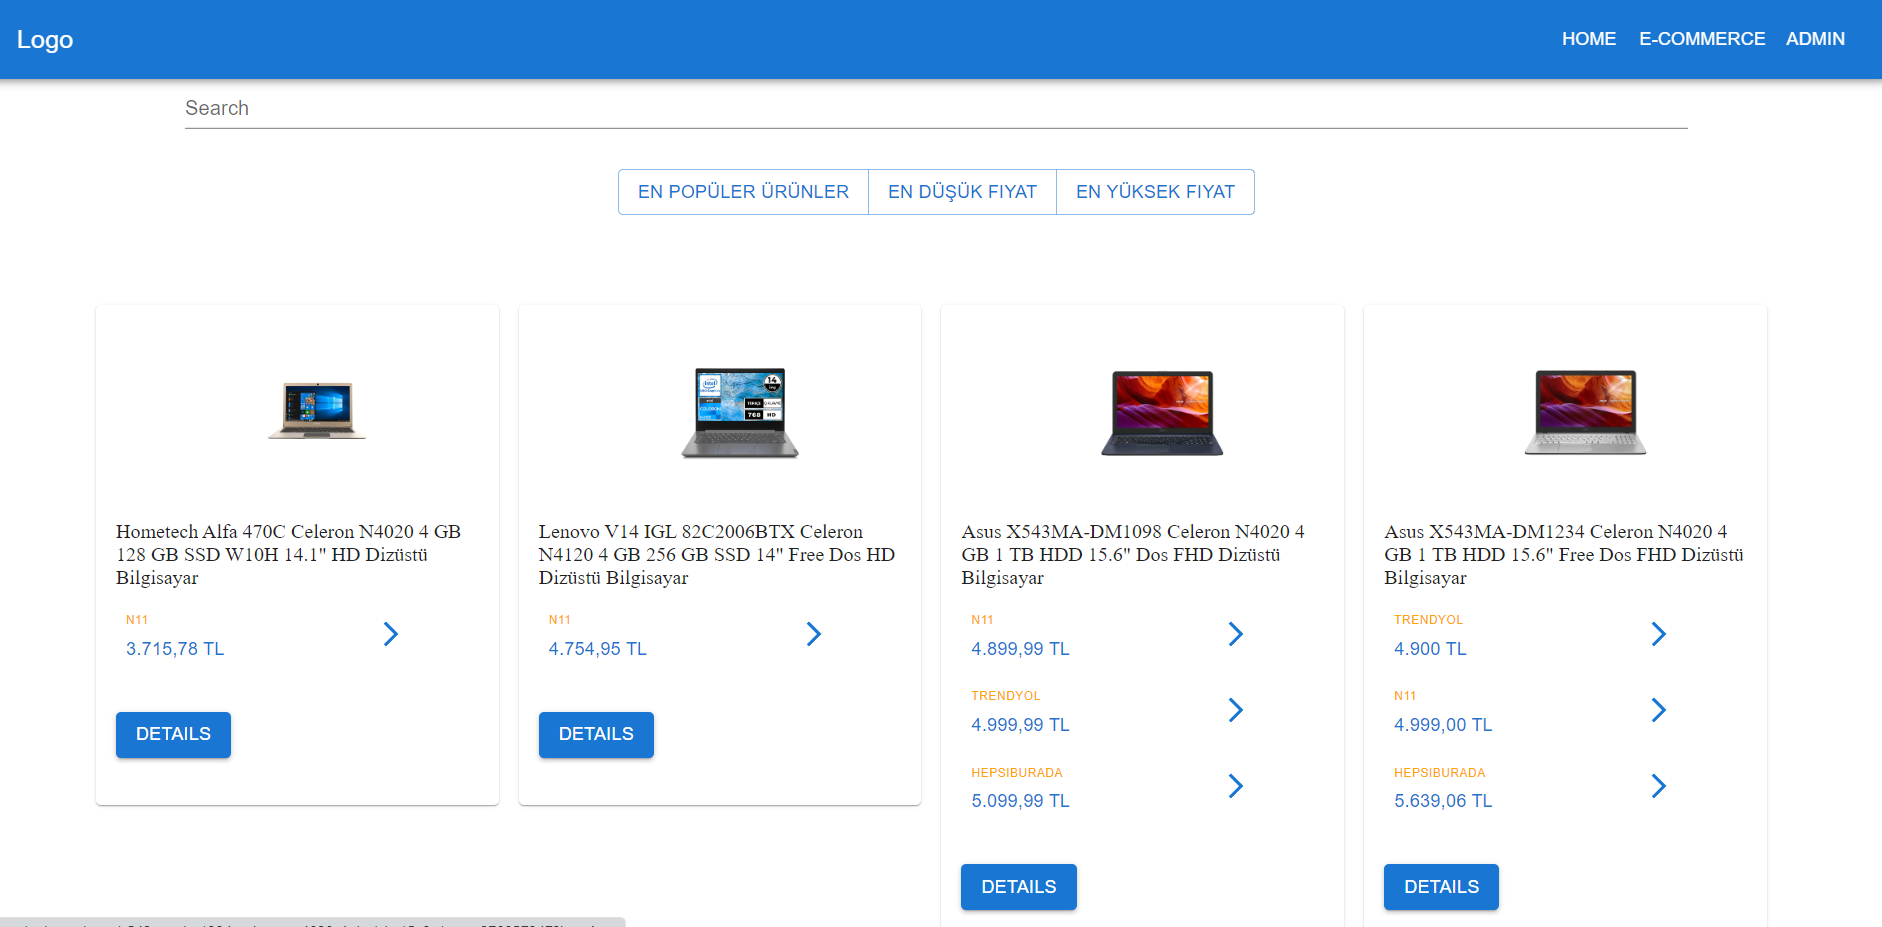 Logo
HOME E-COMMERCE ADMIN
Search
EN POPÜLER ÜRÜNLER EN DÜŞÜK FIYAT EN YÜKSEK FIYAT
Hometech Alfa 470C Celeron N4020 4 GB
128 GB SSD W10H 14.1" HD Dizüstü
Bilgisayar
N11
3.715,78 TL
DETAILS
intel
14
768 HD
Lenovo V14 IGL 82C2006BTX Celeron
N4120 4 GB 256 GB SSD 14" Free Dos HD
Dizüstü Bilgisayar
N11
4.754,95 TL
DETAILS
Asus X543MA-DM1098 Celeron N4020 4
GB 1 TB HDD 15.6" Dos FHD Dizüstü
Bilgisayar
N11
4.899,99 TL
TRENDYOL
4.999,99 TL
HEPSIBURADA
5.099,99 TL
DETAILS
Asus X543MA-DM1234 Celeron N4020 4
GB 1 TB HDD 15.6" Free Dos FHD Dizüstü
Bilgisayar
TRENDYOL
4.900 TL
N11
4.999,00 TL
HEPSIBURADA
5.639,06 TL
DETAILS